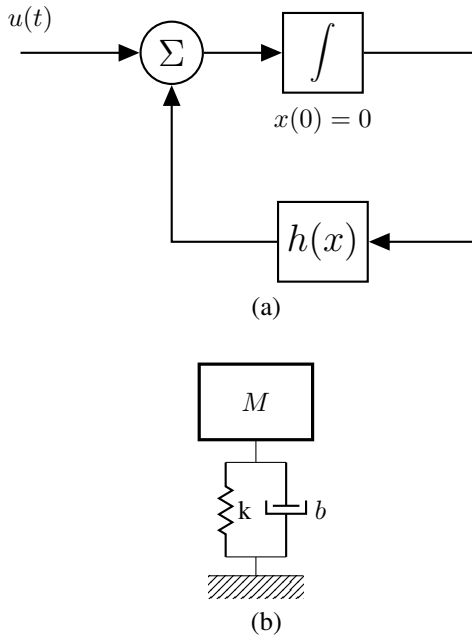 u(t)
Σ
∫
x(0) = 0
h(x)
(a)
M
k
b
(b)